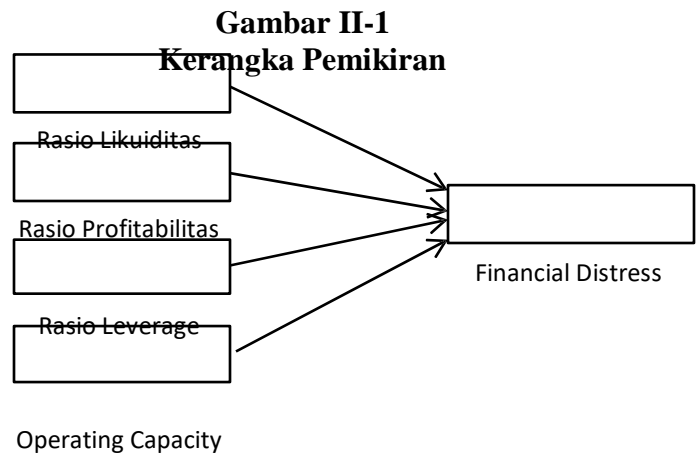 Gambar II-1
Kerangka Pemikiran
Rasio Likuiditas
Rasio Profitabilitas
Financial Distress
Rasio Leverage
Operating Capacity